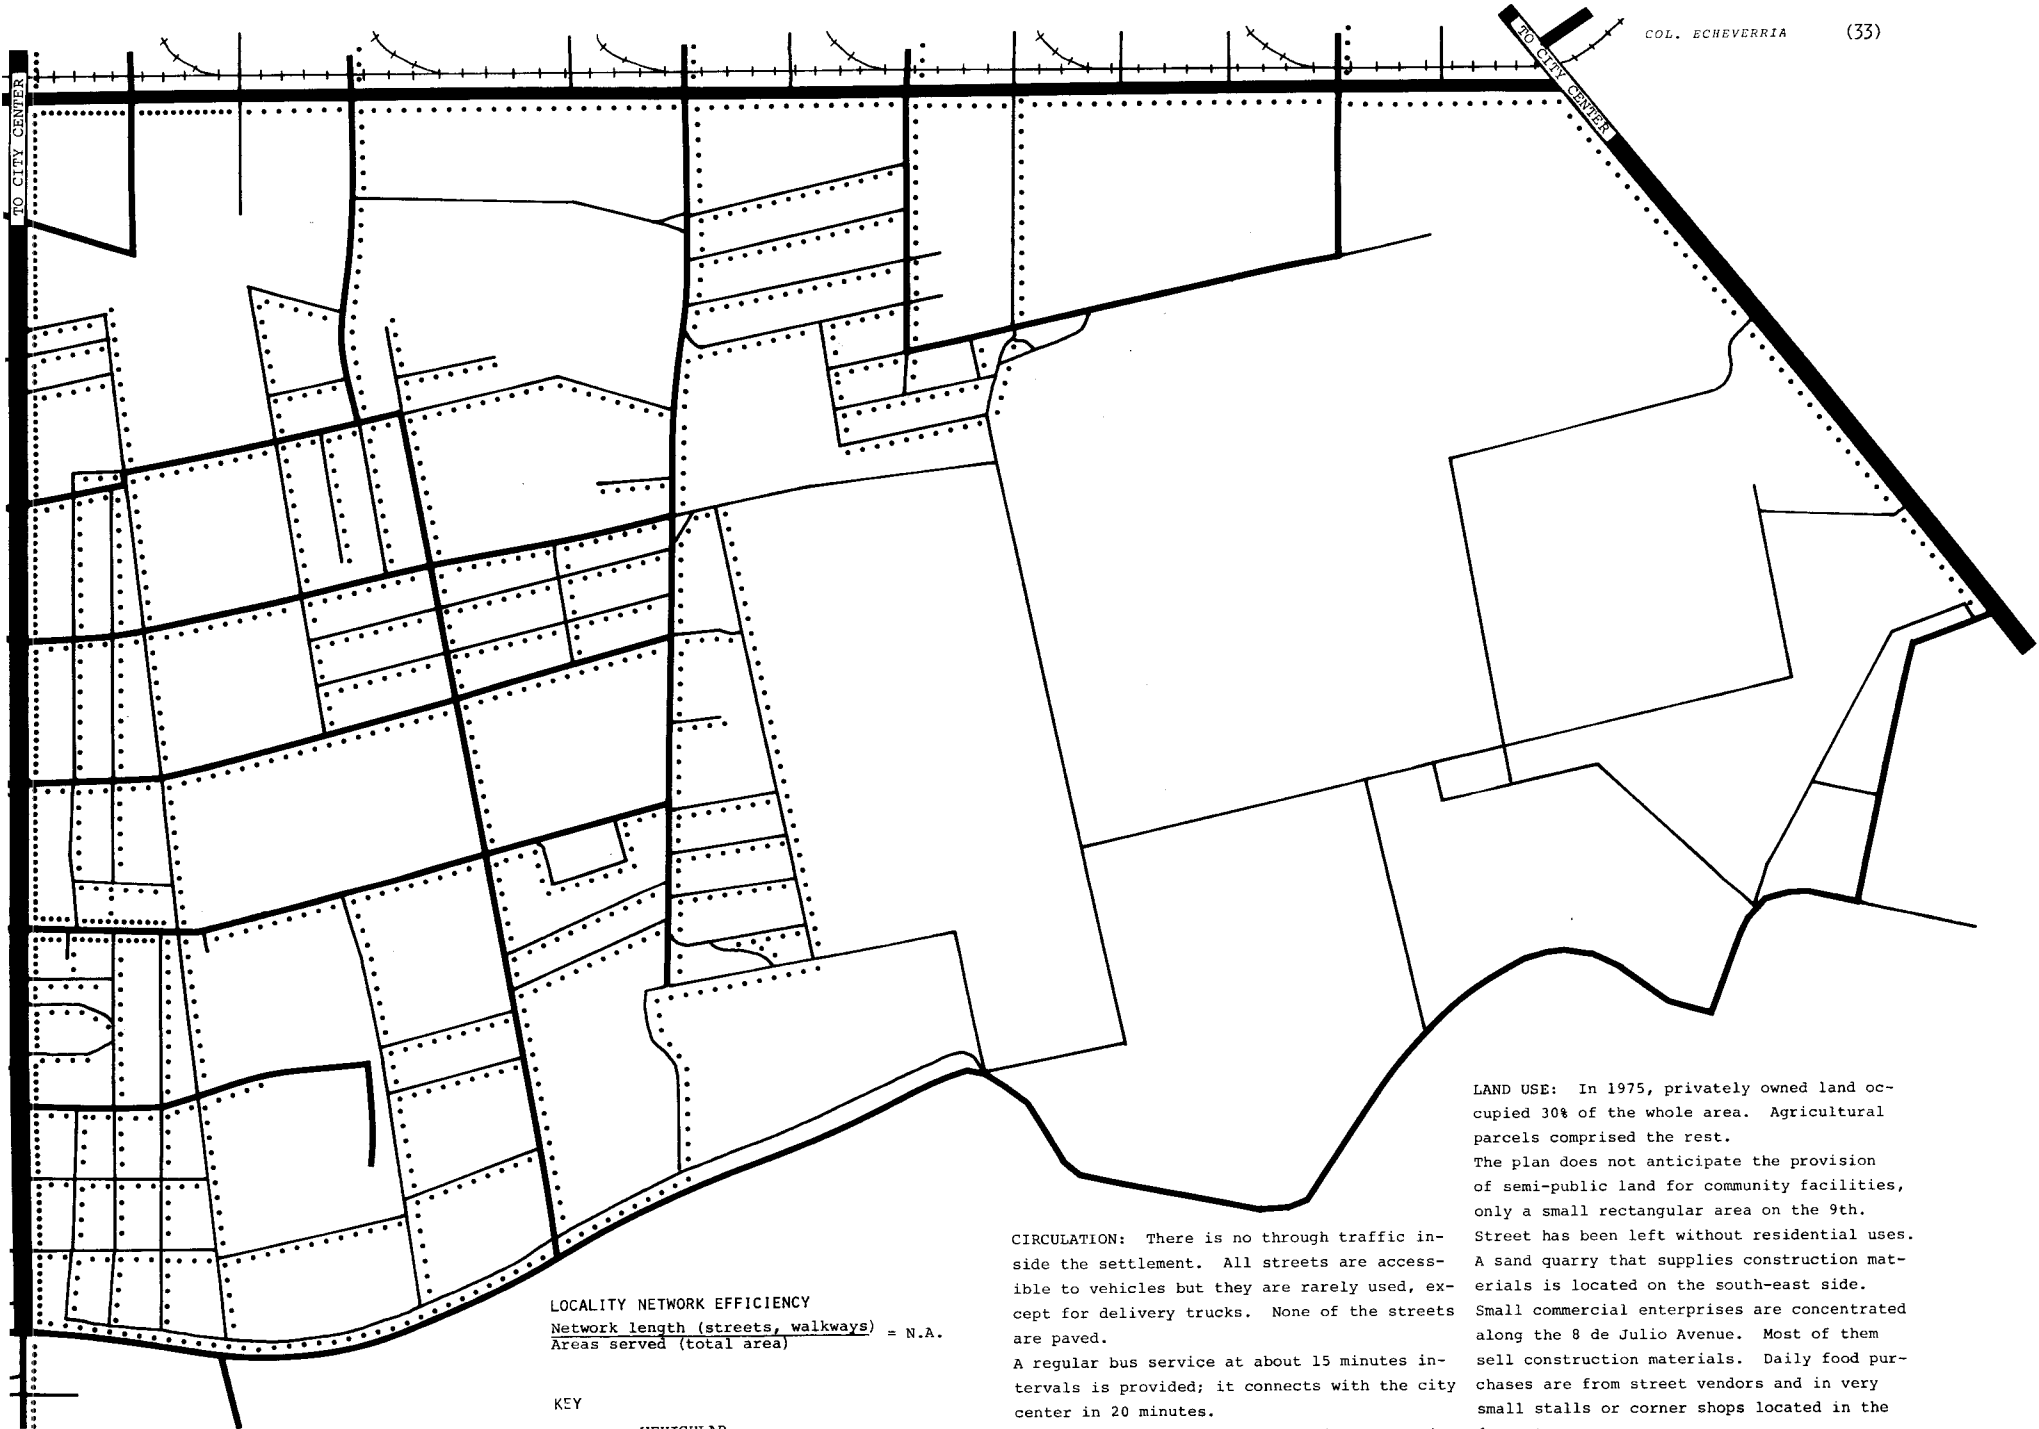 COL. ECHEVERRIA (33)
TO CITY CENTER
TO CITY CENTER
LOCALITY NETWORK EFFICIENCY
Network length (streets, walkways) = N.A.
Areas served (total area)
KEY
VEHICULAR
CIRCULATION: There is no through traffic in-
side the settlement. All streets are access-
ible to vehicles but they are rarely used, ex-
cept for delivery trucks. None of the streets
are paved.
A regular bus service at about 15 minutes in-
tervals is provided; it connects with the city
center in 20 minutes.
LAND USE: In 1975, privately owned land oc-
cupied 30% of the whole area. Agricultural
parcels comprised the rest.
The plan does not anticipate the provision
of semi-public land for community facilities,
only a small rectangular area on the 9th.
Street has been left without residential uses.
A sand quarry that supplies construction mat-
erials is located on the south-east side.
Small commercial enterprises are concentrated
along the 8 de Julio Avenue. Most of them
sell construction materials. Daily food pur-
chases are from street vendors and in very
small stalls or corner shops located in the